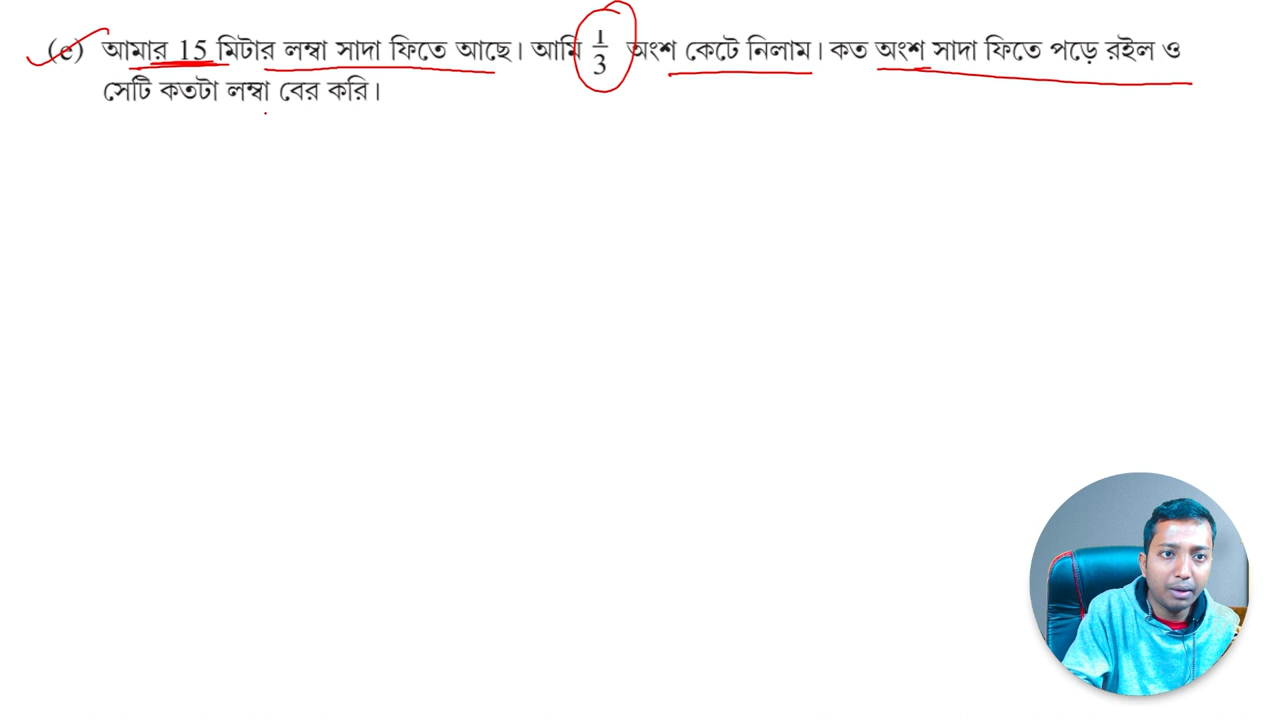 (e) আমার 15 মিটার লম্বা সাদা ফিতে আছে। আমি 1/3 অংশ কেটে নিলাম। কত অংশ সাদা ফিতে পড়ে রইল ও
সেটি কতটা লম্বা বের করি।